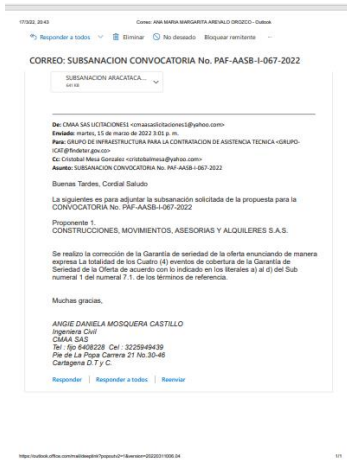 17/3/22, 20:43
Correo: ANA MARIA MARGARITA AREVALO OROZCO - Outlook
Responder a todos
Eliminar
No deseado
Bloquear remitente
CORREO: SUBSANACION CONVOCATORIA No. PAF-AASB-I-067-2022
SUBSANACION ARACATACA...
641 KB
De: CMAA SAS LICITACIONES1 <cmaasaslicitaciones1@yahoo.com>
Enviado: martes, 15 de marzo de 2022 3:01 p. m.
Para: GRUPO DE INFRAESTRUCTURA PARA LA CONTRATACION DE ASISTENCIA TECNICA <GRUPO-
ICAT@findeter.gov.co>
Cc: Cristobal Mesa Gonzalez <cristobalmesa@yahoo.com>
Asunto: SUBSANACION CONVOCATORIA No. PAF-AASB-I-067-2022
Buenas Tardes, Cordial Saludo
La siguientes es para adjuntar la subsanación solicitada de la propuesta para la
CONVOCATORIA No. PAF-AASB-I-067-2022
Proponente 1.
CONSTRUCCIONES, MOVIMIENTOS, ASESORIAS Y ALQUILERES S.A.S.
Se realizo la corrección de la Garantía de seriedad de la oferta enunciando de manera
expresa La totalidad de los Cuatro (4) eventos de cobertura de la Garantía de
Seriedad de la Oferta de acuerdo con lo indicado en los literales a) al d) del Sub
numeral 1 del numeral 7.1. de los términos de referencia.
Muchas gracias,
ANGIE DANIELA MOSQUERA CASTILLO
Ingeniera Civil
CMAA SAS
Tel : fijo 6408228 Cel : 3225949439
Pie de La Popa Carrera 21 No.30-46
Cartagena D.T y C.
Responder
Responder a todos
Reenviar
1/1